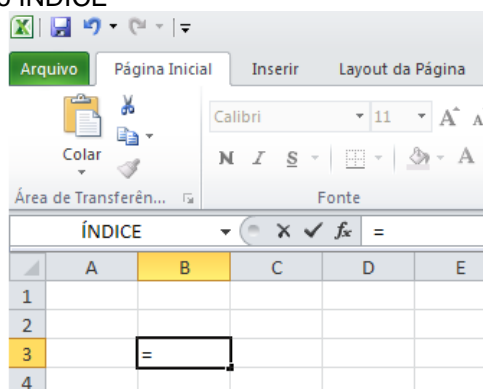 o ÍNDICE
Arquivo Página Inicial Inserir Layout da Página
Calibri 11 A A
Colar N I S A
Área de Transferên... Fonte
ÍNDICE fx =
A B C D E
1
2
3 =
4